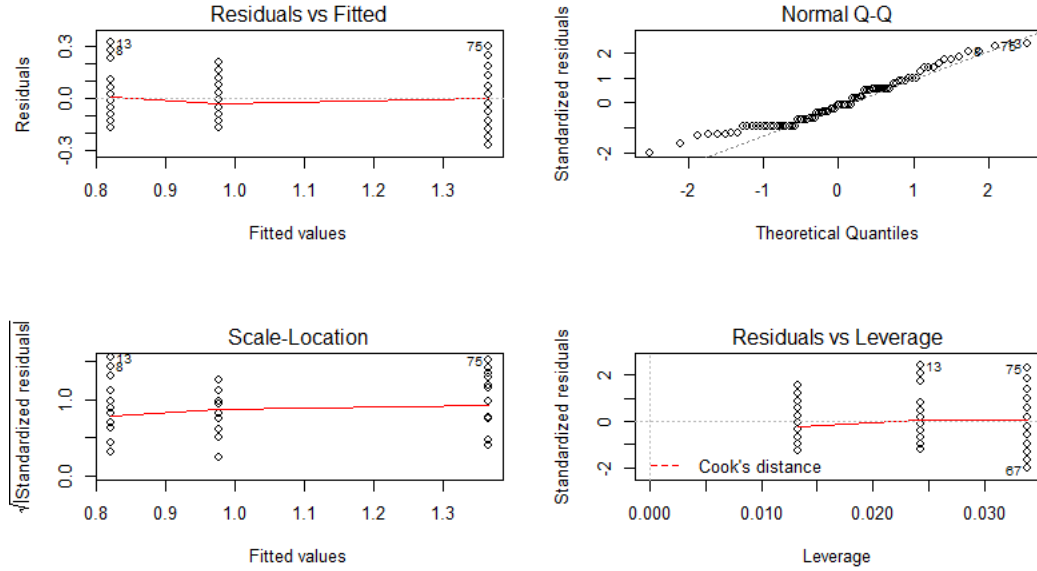 Residuals vs Fitted
Residuals
0.3
0.0
-0.3
13
8
75
0.8 0.9 1.0 1.1 1.2 1.3
Fitted values
Normal Q-Q
Standardized residuals
2
1
0
-2
8
75
13
-2 -1 0 1 2
Theoretical Quantiles
Scale-Location
√|Standardized residuals|
1.0
0.0
13
8
75
0.8 0.9 1.0 1.1 1.2 1.3
Fitted values
Residuals vs Leverage
Standardized residuals
2
0
-2
13
75
67
Cook's distance
0.000 0.010 0.020 0.030
Leverage